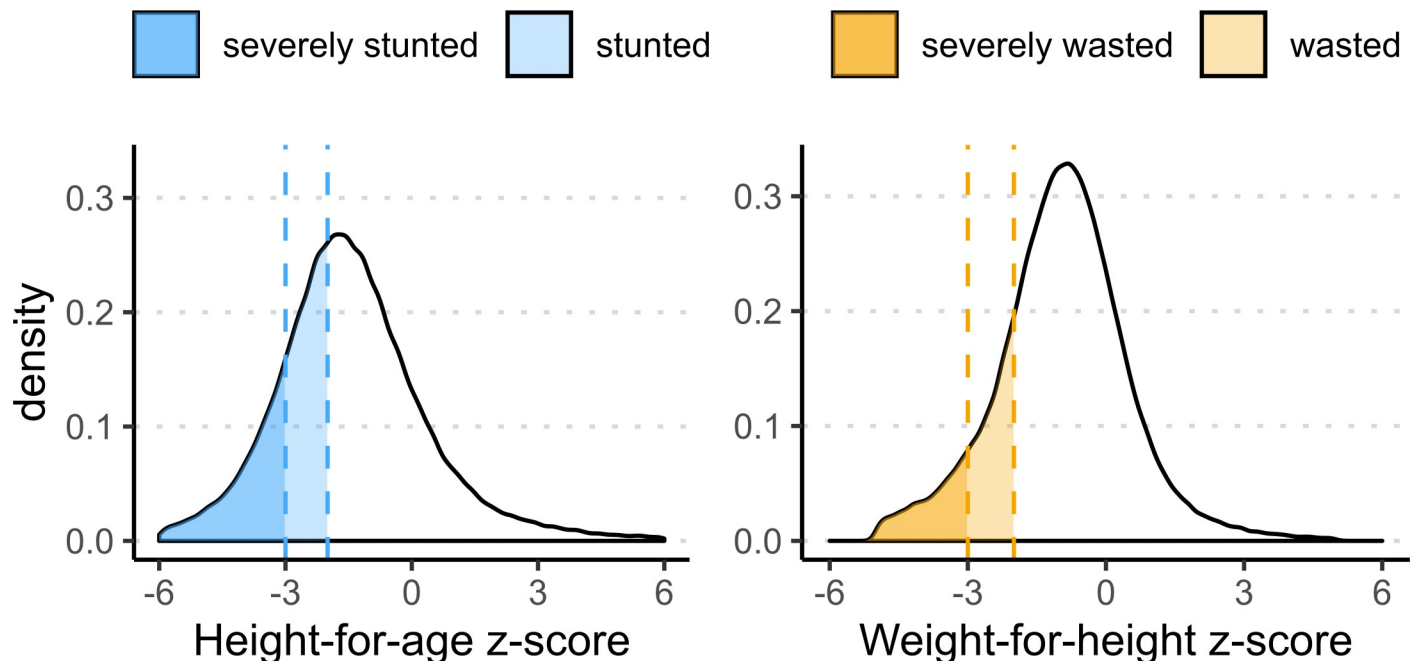 severely stunted
stunted
severely wasted
wasted
density
0.3
0.2
0.1
0.0
-6 -3 0 3 6
Height-for-age z-score
0.3
0.2
0.1
0.0
-6 -3 0 3 6
Weight-for-height z-score